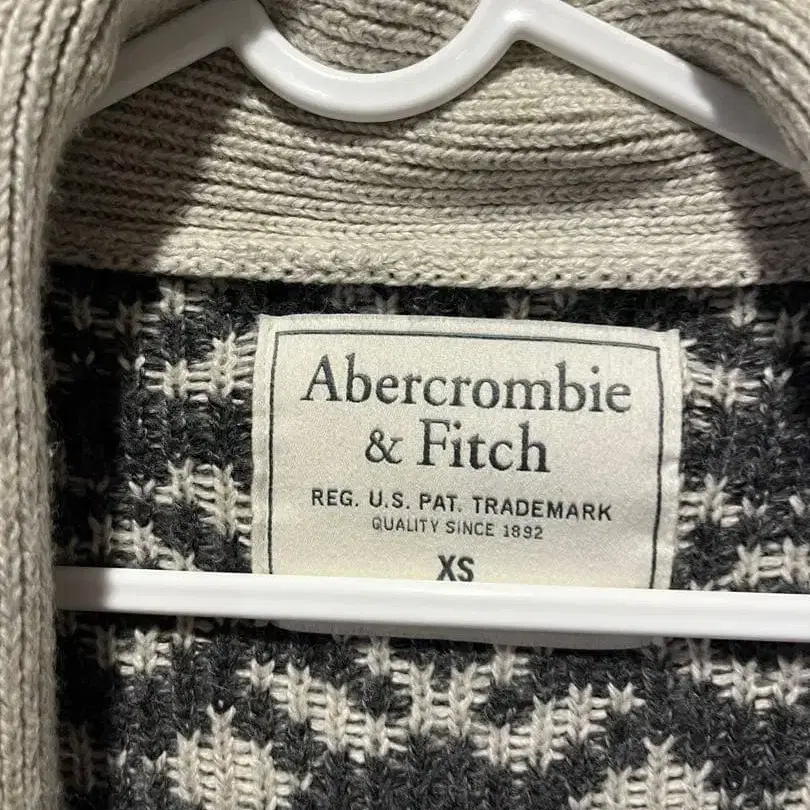 Abercrombie
& Fitch
REG. U.S. PAT. TRADEMARK
QUALITY SINCE 1892
XS